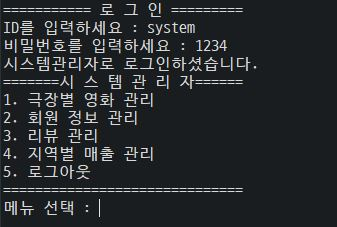 =========== 로 그 인 =========
ID를 입력하세요 : system
비밀번호를 입력하세요 : 1234
시스템관리자로 로그인하셨습니다.
=======시 스 템 관 리 자======
1. 극장별 영화 관리
2. 회원 정보 관리
3. 리뷰 관리
4. 지역별 매출 관리
5. 로그아웃
==============================
메뉴 선택 :